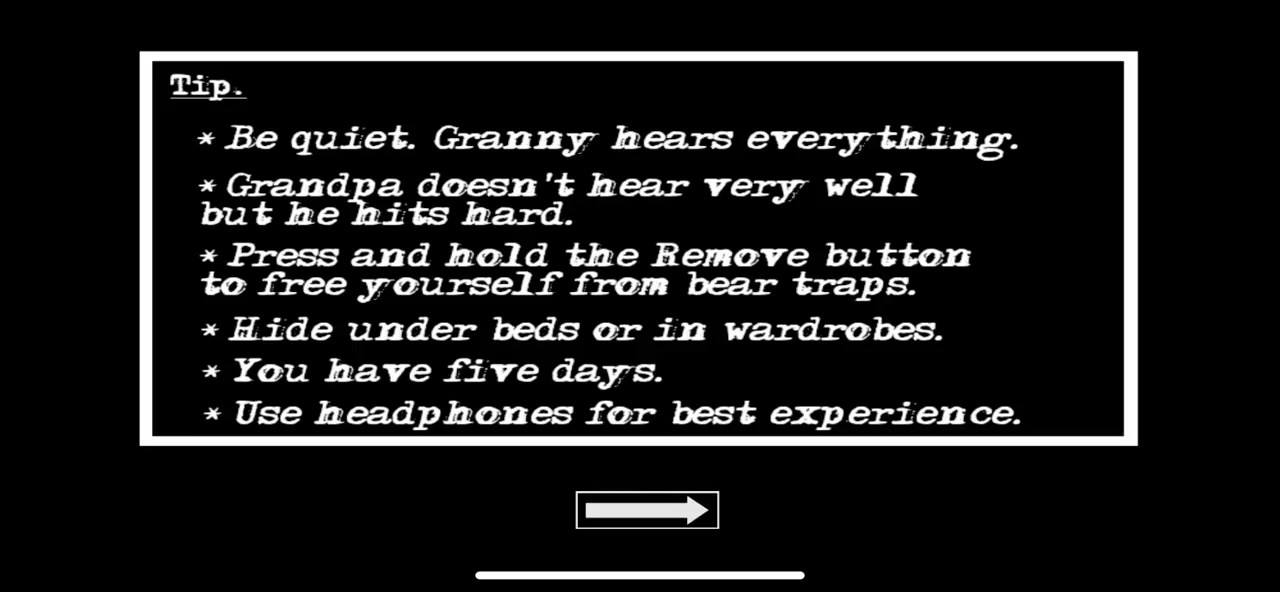 Tip.
* Be quiet. Granny hears everything.
* Grandpa doesn't hear very well
but he hits hard.
* Press and hold the Remove button
to free yourself from bear traps.
* Hide under beds or in wardrobes.
* You have five days.
* Use headphones for best experience.